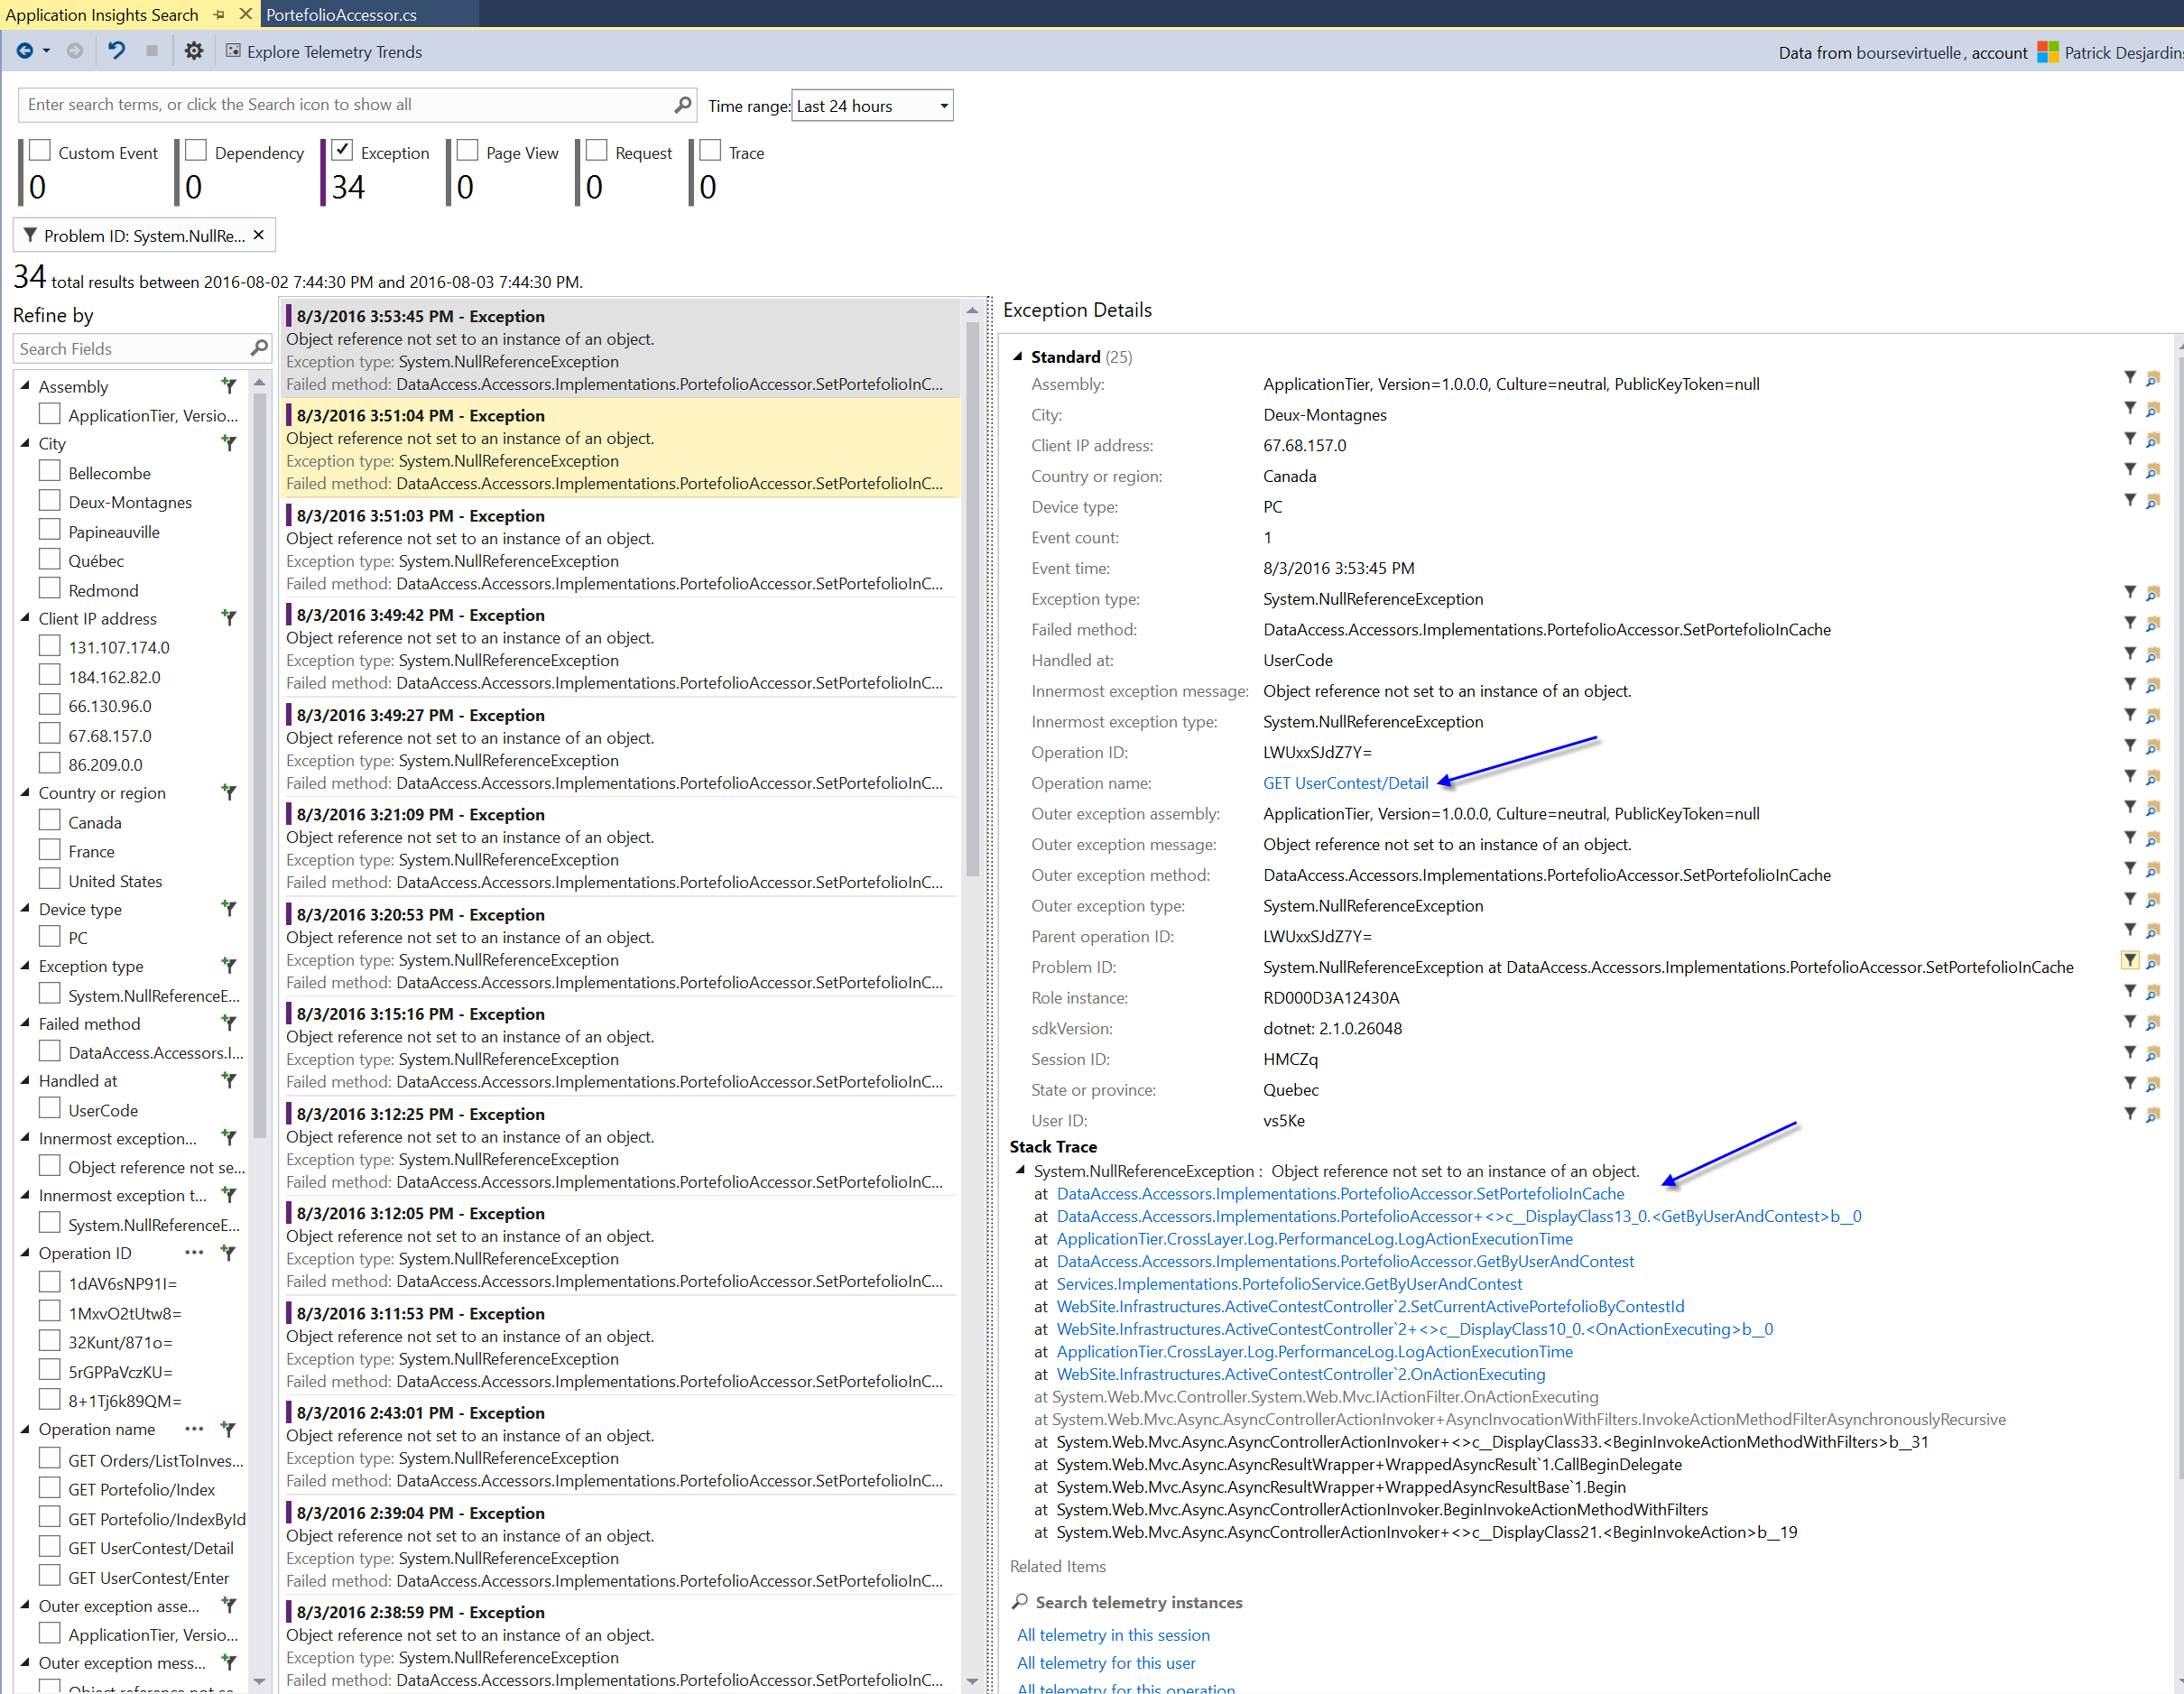 Application Insights Search
PortefolioAccessor.cs
Explore Telemetry Trends
Data from boursevirtuelle, account Patrick Desjardins
Enter search terms, or click the Search icon to show all
Time range: Last 24 hours
Custom Event
0
Dependency
0
Exception
34
Page View
0
Request
0
Trace
0
Problem ID: System.NullRe...
34 total results between 2016-08-02 7:44:30 PM and 2016-08-03 7:44:30 PM.
Refine by
Search Fields
Assembly
ApplicationTier, Versio...
City
Bellecombe
Deux-Montagnes
Papineauville
Québec
Redmond
Client IP address
131.107.174.0
184.162.82.0
66.130.96.0
67.68.157.0
86.209.0.0
Country or region
Canada
France
United States
Device type
PC
Exception type
System.NullReferenceE...
Failed method
DataAccess.Accessors.I...
Handled at
UserCode
Innermost exception...
Object reference not se...
Innermost exception t...
System.NullReferenceE...
Operation ID ...
1dAV6sNP91I=
1MxvO2tUtw8=
32Kunt/871o=
5rGPPaVczKU=
8+1Tj6k89QM=
Operation name ...
GET Orders/ListToInves...
GET Portefolio/Index
GET Portefolio/IndexById
GET UserContest/Detail
GET UserContest/Enter
Outer exception asse...
ApplicationTier, Versio...
Outer exception mess...
Object reference not se...
8/3/2016 3:53:45 PM - Exception
Object reference not set to an instance of an object.
Exception type: System.NullReferenceException
Failed method: DataAccess.Accessors.Implementations.PortefolioAccessor.SetPortefolioInC...
8/3/2016 3:51:04 PM - Exception
Object reference not set to an instance of an object.
Exception type: System.NullReferenceException
Failed method: DataAccess.Accessors.Implementations.PortefolioAccessor.SetPortefolioInC...
8/3/2016 3:51:03 PM - Exception
Object reference not set to an instance of an object.
Exception type: System.NullReferenceException
Failed method: DataAccess.Accessors.Implementations.PortefolioAccessor.SetPortefolioInC...
8/3/2016 3:49:42 PM - Exception
Object reference not set to an instance of an object.
Exception type: System.NullReferenceException
Failed method: DataAccess.Accessors.Implementations.PortefolioAccessor.SetPortefolioInC...
8/3/2016 3:49:27 PM - Exception
Object reference not set to an instance of an object.
Exception type: System.NullReferenceException
Failed method: DataAccess.Accessors.Implementations.PortefolioAccessor.SetPortefolioInC...
8/3/2016 3:21:09 PM - Exception
Object reference not set to an instance of an object.
Exception type: System.NullReferenceException
Failed method: DataAccess.Accessors.Implementations.PortefolioAccessor.SetPortefolioInC...
8/3/2016 3:20:53 PM - Exception
Object reference not set to an instance of an object.
Exception type: System.NullReferenceException
Failed method: DataAccess.Accessors.Implementations.PortefolioAccessor.SetPortefolioInC...
8/3/2016 3:15:16 PM - Exception
Object reference not set to an instance of an object.
Exception type: System.NullReferenceException
Failed method: DataAccess.Accessors.Implementations.PortefolioAccessor.SetPortefolioInC...
8/3/2016 3:12:25 PM - Exception
Object reference not set to an instance of an object.
Exception type: System.NullReferenceException
Failed method: DataAccess.Accessors.Implementations.PortefolioAccessor.SetPortefolioInC...
8/3/2016 3:12:05 PM - Exception
Object reference not set to an instance of an object.
Exception type: System.NullReferenceException
Failed method: DataAccess.Accessors.Implementations.PortefolioAccessor.SetPortefolioInC...
8/3/2016 3:11:53 PM - Exception
Object reference not set to an instance of an object.
Exception type: System.NullReferenceException
Failed method: DataAccess.Accessors.Implementations.PortefolioAccessor.SetPortefolioInC...
8/3/2016 2:43:01 PM - Exception
Object reference not set to an instance of an object.
Exception type: System.NullReferenceException
Failed method: DataAccess.Accessors.Implementations.PortefolioAccessor.SetPortefolioInC...
8/3/2016 2:39:04 PM - Exception
Object reference not set to an instance of an object.
Exception type: System.NullReferenceException
Failed method: DataAccess.Accessors.Implementations.PortefolioAccessor.SetPortefolioInC...
8/3/2016 2:38:59 PM - Exception
Object reference not set to an instance of an object.
Exception type: System.NullReferenceException
Failed method: DataAccess.Accessors.Implementations.PortefolioAccessor.SetPortefolioInC...
Exception Details
Standard (25)
Assembly: ApplicationTier, Version=1.0.0.0, Culture=neutral, PublicKeyToken=null
City: Deux-Montagnes
Client IP address: 67.68.157.0
Country or region: Canada
Device type: PC
Event count: 1
Event time: 8/3/2016 3:53:45 PM
Exception type: System.NullReferenceException
Failed method: DataAccess.Accessors.Implementations.PortefolioAccessor.SetPortefolioInCache
Handled at: UserCode
Innermost exception message: Object reference not set to an instance of an object.
Innermost exception type: System.NullReferenceException
Operation ID: LWUxxSJdZ7Y=
Operation name: GET UserContest/Detail
Outer exception assembly: ApplicationTier, Version=1.0.0.0, Culture=neutral, PublicKeyToken=null
Outer exception message: Object reference not set to an instance of an object.
Outer exception method: DataAccess.Accessors.Implementations.PortefolioAccessor.SetPortefolioInCache
Outer exception type: System.NullReferenceException
Parent operation ID: LWUxxSJdZ7Y=
Problem ID: System.NullReferenceException at DataAccess.Accessors.Implementations.PortefolioAccessor.SetPortefolioInCache
Role instance: RD000D3A12430A
sdkVersion: dotnet: 2.1.0.26048
Session ID: HMCZq
State or province: Quebec
User ID: vs5Ke
Stack Trace
System.NullReferenceException : Object reference not set to an instance of an object.
at DataAccess.Accessors.Implementations.PortefolioAccessor.SetPortefolioInCache
at DataAccess.Accessors.Implementations.PortefolioAccessor+<>c__DisplayClass13_0.<GetByUserAndContest>b__0
at ApplicationTier.CrossLayer.Log.PerformanceLog.LogActionExecutionTime
at DataAccess.Accessors.Implementations.PortefolioAccessor.GetByUserAndContest
at Services.Implementations.PortefolioService.GetByUserAndContest
at WebSite.Infrastructures.ActiveContestController`2.SetCurrentActivePortefolioByContestId
at WebSite.Infrastructures.ActiveContestController`2+<>c__DisplayClass10_0.<OnActionExecuting>b__0
at ApplicationTier.CrossLayer.Log.PerformanceLog.LogActionExecutionTime
at WebSite.Infrastructures.ActiveContestController`2.OnActionExecuting
at System.Web.Mvc.Controller.System.Web.Mvc.IActionFilter.OnActionExecuting
at System.Web.Mvc.Async.AsyncControllerActionInvoker+AsyncInvocationWithFilters.InvokeActionMethodFilterAsynchronouslyRecursive
at System.Web.Mvc.Async.AsyncControllerActionInvoker+<>c__DisplayClass33.<BeginInvokeActionMethodWithFilters>b__31
at System.Web.Mvc.Async.AsyncResultWrapper+WrappedAsyncResult`1.CallBeginDelegate
at System.Web.Mvc.Async.AsyncResultWrapper+WrappedAsyncResultBase`1.Begin
at System.Web.Mvc.Async.AsyncControllerActionInvoker.BeginInvokeActionMethodWithFilters
at System.Web.Mvc.Async.AsyncControllerActionInvoker+<>c__DisplayClass21.<BeginInvokeAction>b__19
Related Items
Search telemetry instances
All telemetry in this session
All telemetry for this user
All telemetry for this operation